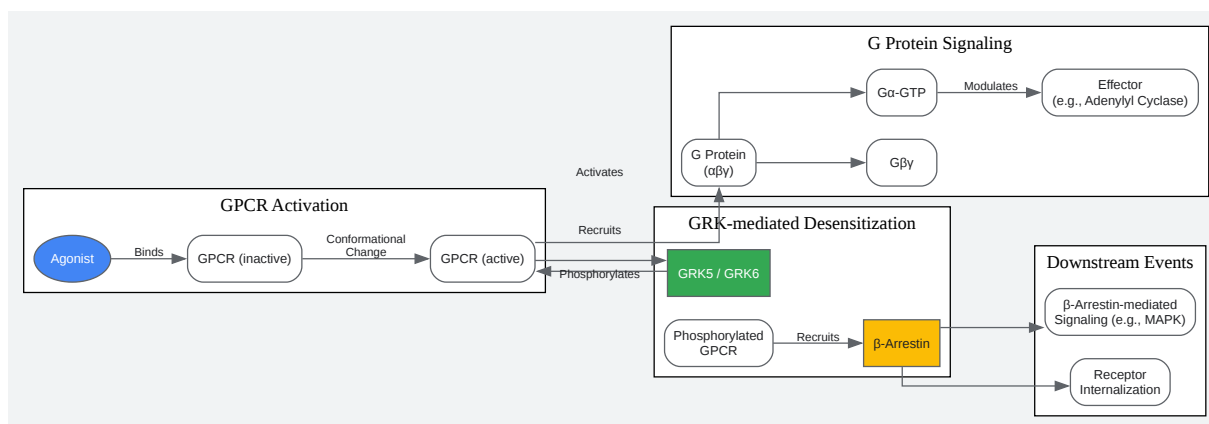 G Protein Signaling
Gα-GTP
Modulates
Effector
(e.g., Adenylyl Cyclase)
G Protein
(αβγ)
Gβγ
Activates
GPCR Activation
Agonist
Binds
GPCR (inactive)
Conformational
Change
GPCR (active)
Recruits
Phosphorylates
GRK-mediated Desensitization
GRK5 / GRK6
Phosphorylated
GPCR
Recruits
β-Arrestin
Downstream Events
β-Arrestin-mediated
Signaling (e.g., MAPK)
Receptor
Internalization